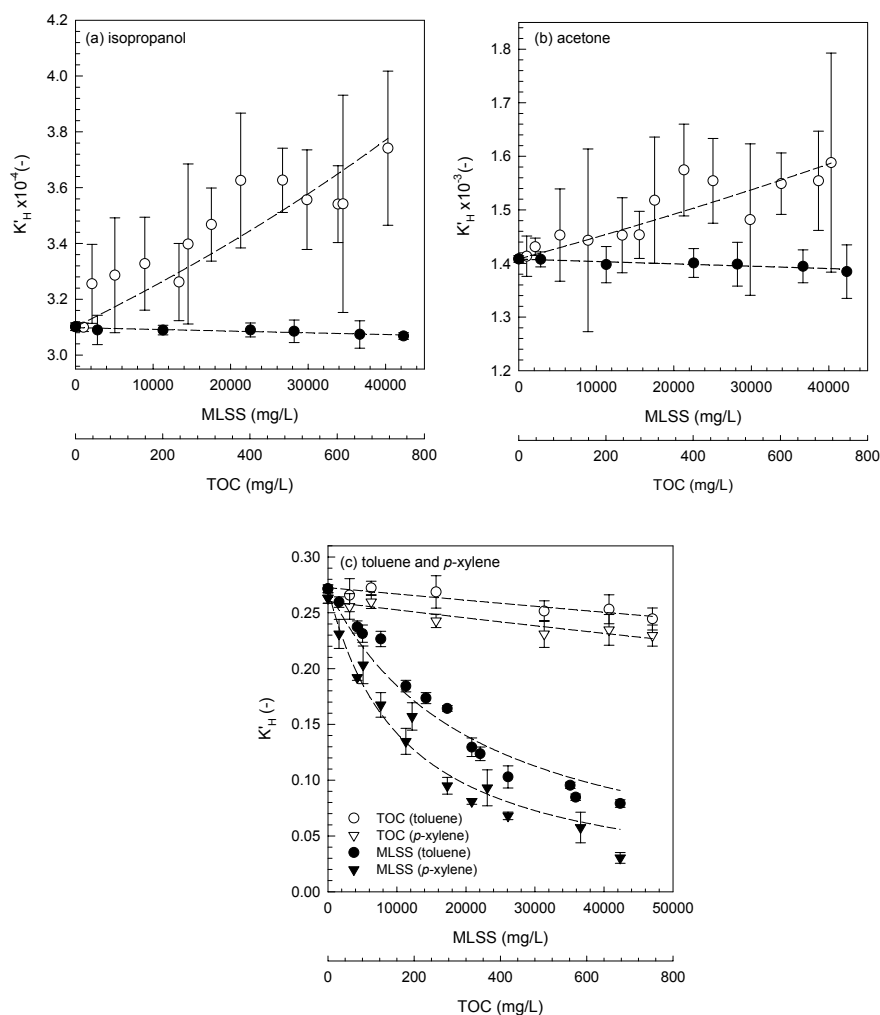 (a) isopropanol
4.2
4.0
3.8
3.6
3.4
3.2
3.0
K'H x10-4(-)
0 10000 20000 30000 40000
MLSS (mg/L)
0 200 400 600 800
TOC (mg/L)
(b) acetone
1.8
1.7
1.6
1.5
1.4
1.3
1.2
K'H x10-3(-)
0 10000 20000 30000 40000
MLSS (mg/L)
0 200 400 600 800
TOC (mg/L)
(c) toluene and p-xylene
0.30
0.25
0.20
0.15
0.10
0.05
0.00
K'H (-)
TOC (toluene)
TOC (p-xylene)
MLSS (toluene)
MLSS (p-xylene)
0 10000 20000 30000 40000 50000
MLSS (mg/L)
0 200 400 600 800
TOC (mg/L)